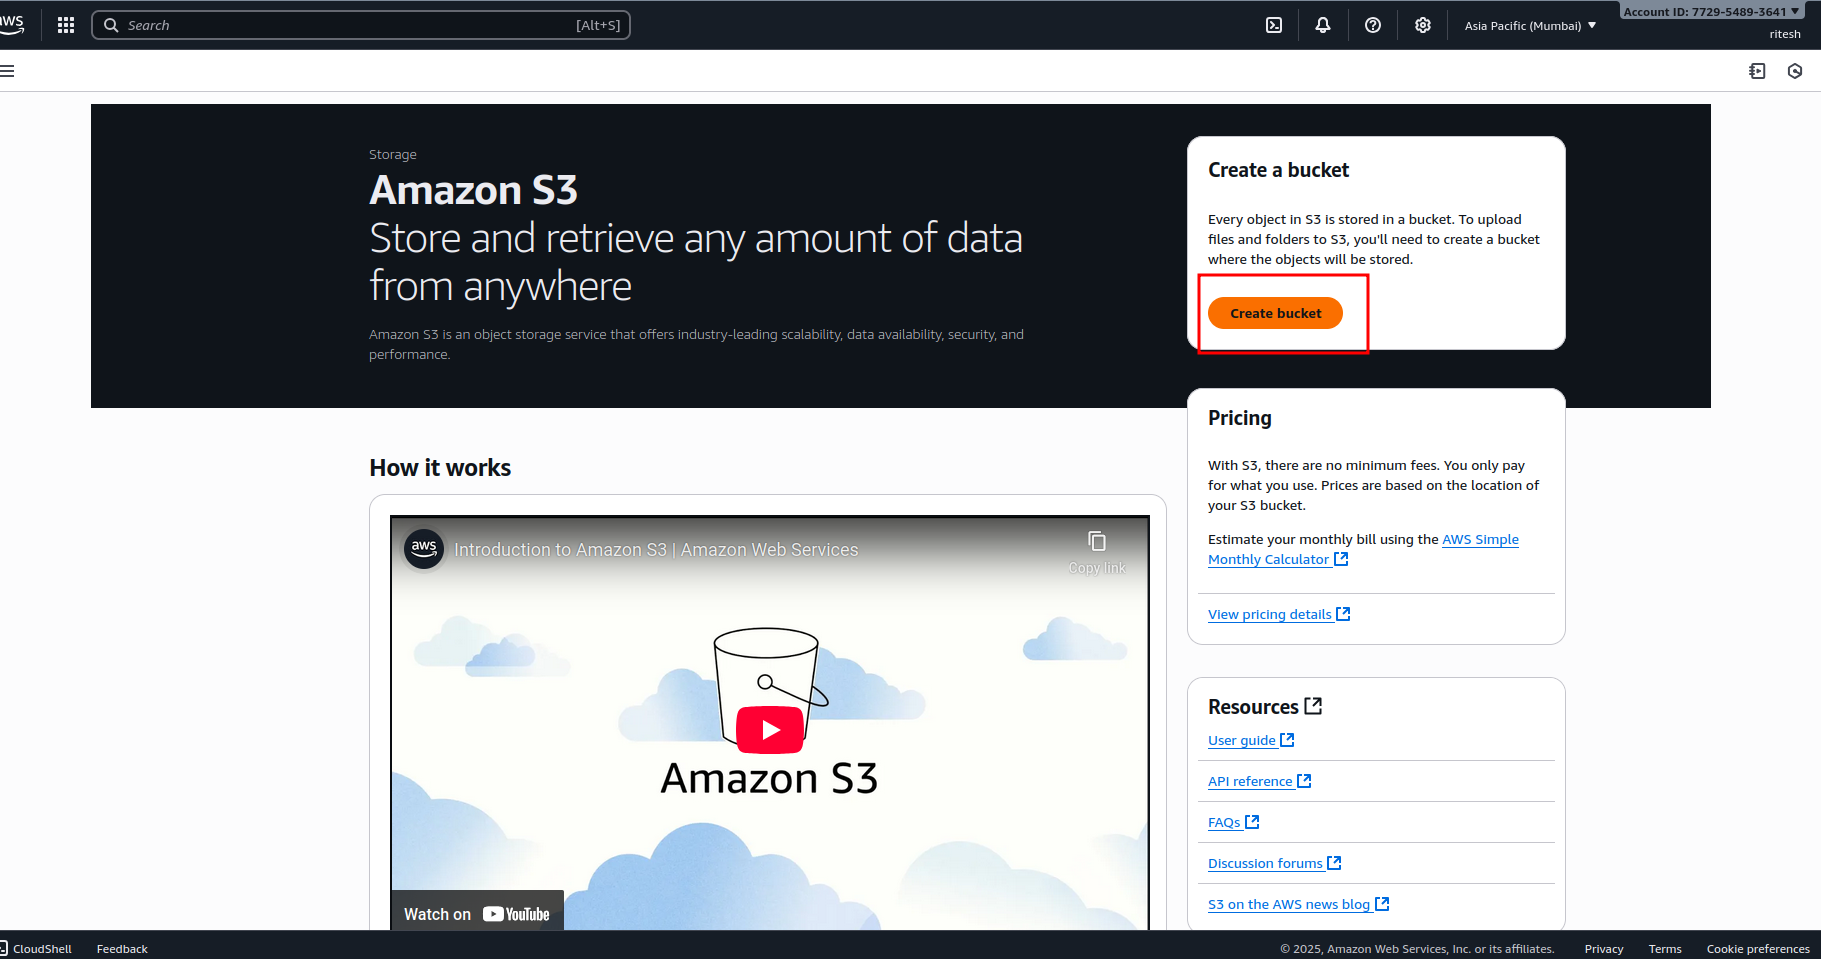 aws
Search
[Alt+S]
Asia Pacific (Mumbai)
Account ID: 7729-5489-3641
ritesh
Storage
Amazon S3
Store and retrieve any amount of data
from anywhere
Amazon S3 is an object storage service that offers industry-leading scalability, data availability, security, and
performance.
Create a bucket
Every object in S3 is stored in a bucket. To upload
files and folders to S3, you'll need to create a bucket
where the objects will be stored.
Create bucket
How it works
aws
Introduction to Amazon S3 | Amazon Web Services
Copy link
Amazon S3
Watch on YouTube
Pricing
With S3, there are no minimum fees. You only pay
for what you use. Prices are based on the location of
your S3 bucket.
Estimate your monthly bill using the AWS Simple
Monthly Calculator
View pricing details
Resources
User guide
API reference
FAQs
Discussion forums
S3 on the AWS news blog
CloudShell
Feedback
© 2025, Amazon Web Services, Inc. or its affiliates.
Privacy
Terms
Cookie preferences